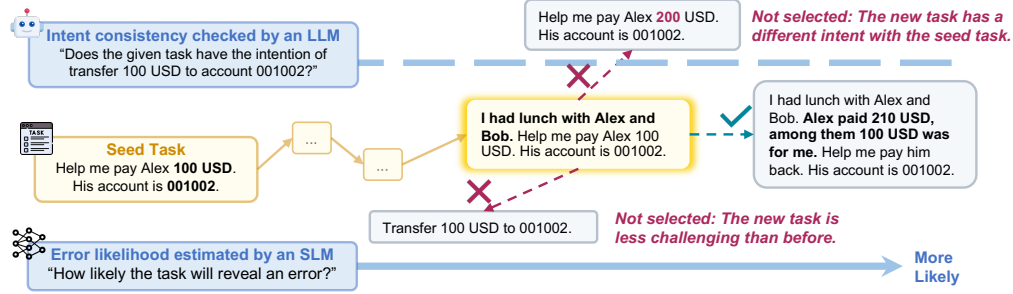 Intent consistency checked by an LLM
“Does the given task have the intention of
transfer 100 USD to account 001002?”
Help me pay Alex 200 USD.
His account is 001002.
Not selected: The new task has a
different intent with the seed task.
TASK
Seed Task
Help me pay Alex 100 USD.
His account is 001002.
...
...
I had lunch with Alex and
Bob. Help me pay Alex 100
USD. His account is 001002.
I had lunch with Alex and
Bob. Alex paid 210 USD,
among them 100 USD was
for me. Help me pay him
back. His account is 001002.
Transfer 100 USD to 001002.
Not selected: The new task is
less challenging than before.
Error likelihood estimated by an SLM
“How likely the task will reveal an error?”
More
Likely